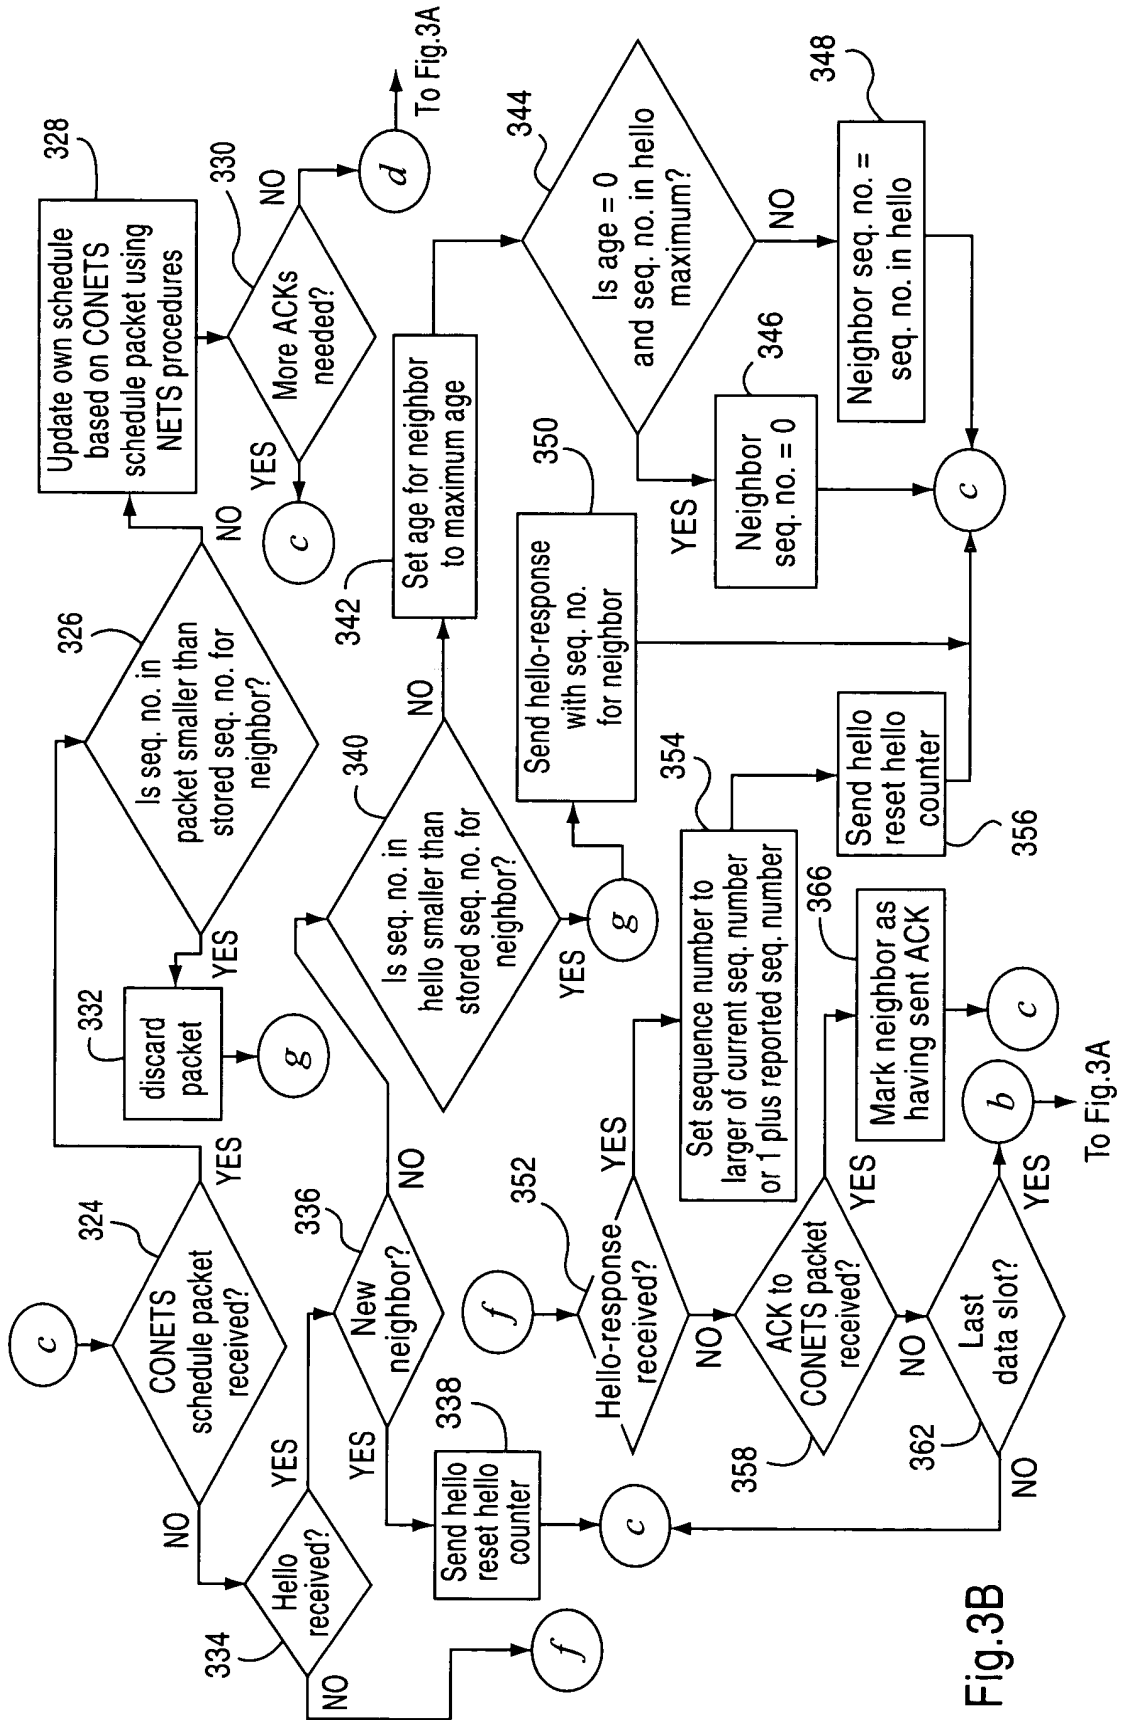 c
324
CONETS
schedule packet
received?
YES
NO
326
Is seq. no. in
packet smaller than
stored seq. no. for
neighbor?
NO
YES
328
Update own schedule
based on CONETS
schedule packet using
NETS procedures
330
More ACKs
needed?
NO
YES
d
To Fig.3A
c
332
discard
packet
g
334
Hello
received?
YES
NO
f
336
New
neighbor?
NO
YES
338
Send hello
reset hello
counter
c
340
Is seq. no. in
hello smaller than
stored seq. no. for
neighbor?
NO
YES
g
342
Set age for neighbor
to maximum age
344
Is age = 0
and seq. no. in hello
maximum?
YES
NO
346
Neighbor
seq. no. = 0
348
Neighbor seq. no. =
seq. no. in hello
c
350
Send hello-response
with seq. no.
for neighbor
f
352
Hello-response
received?
YES
NO
354
Set sequence number to
larger of current seq. number
or 1 plus reported seq. number
356
Send hello
reset hello
counter
358
ACK to
CONETS packet
received?
YES
NO
366
Mark neighbor as
having sent ACK
c
362
Last
data slot?
YES
NO
b
To Fig.3A
Fig.3B